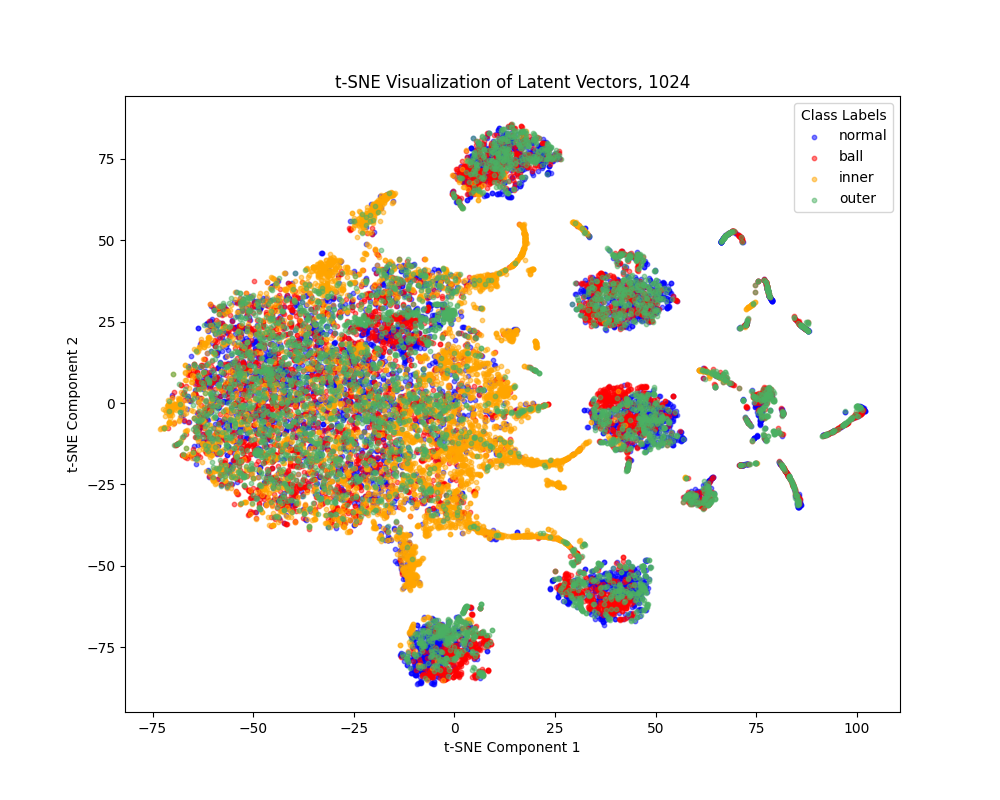 t-SNE Visualization of Latent Vectors, 1024
Class Labels
normal
ball
inner
outer
75
50
25
0
−25
−50
−75
t-SNE Component 2
−75
−50
−25
0
25
50
75
100
t-SNE Component 1